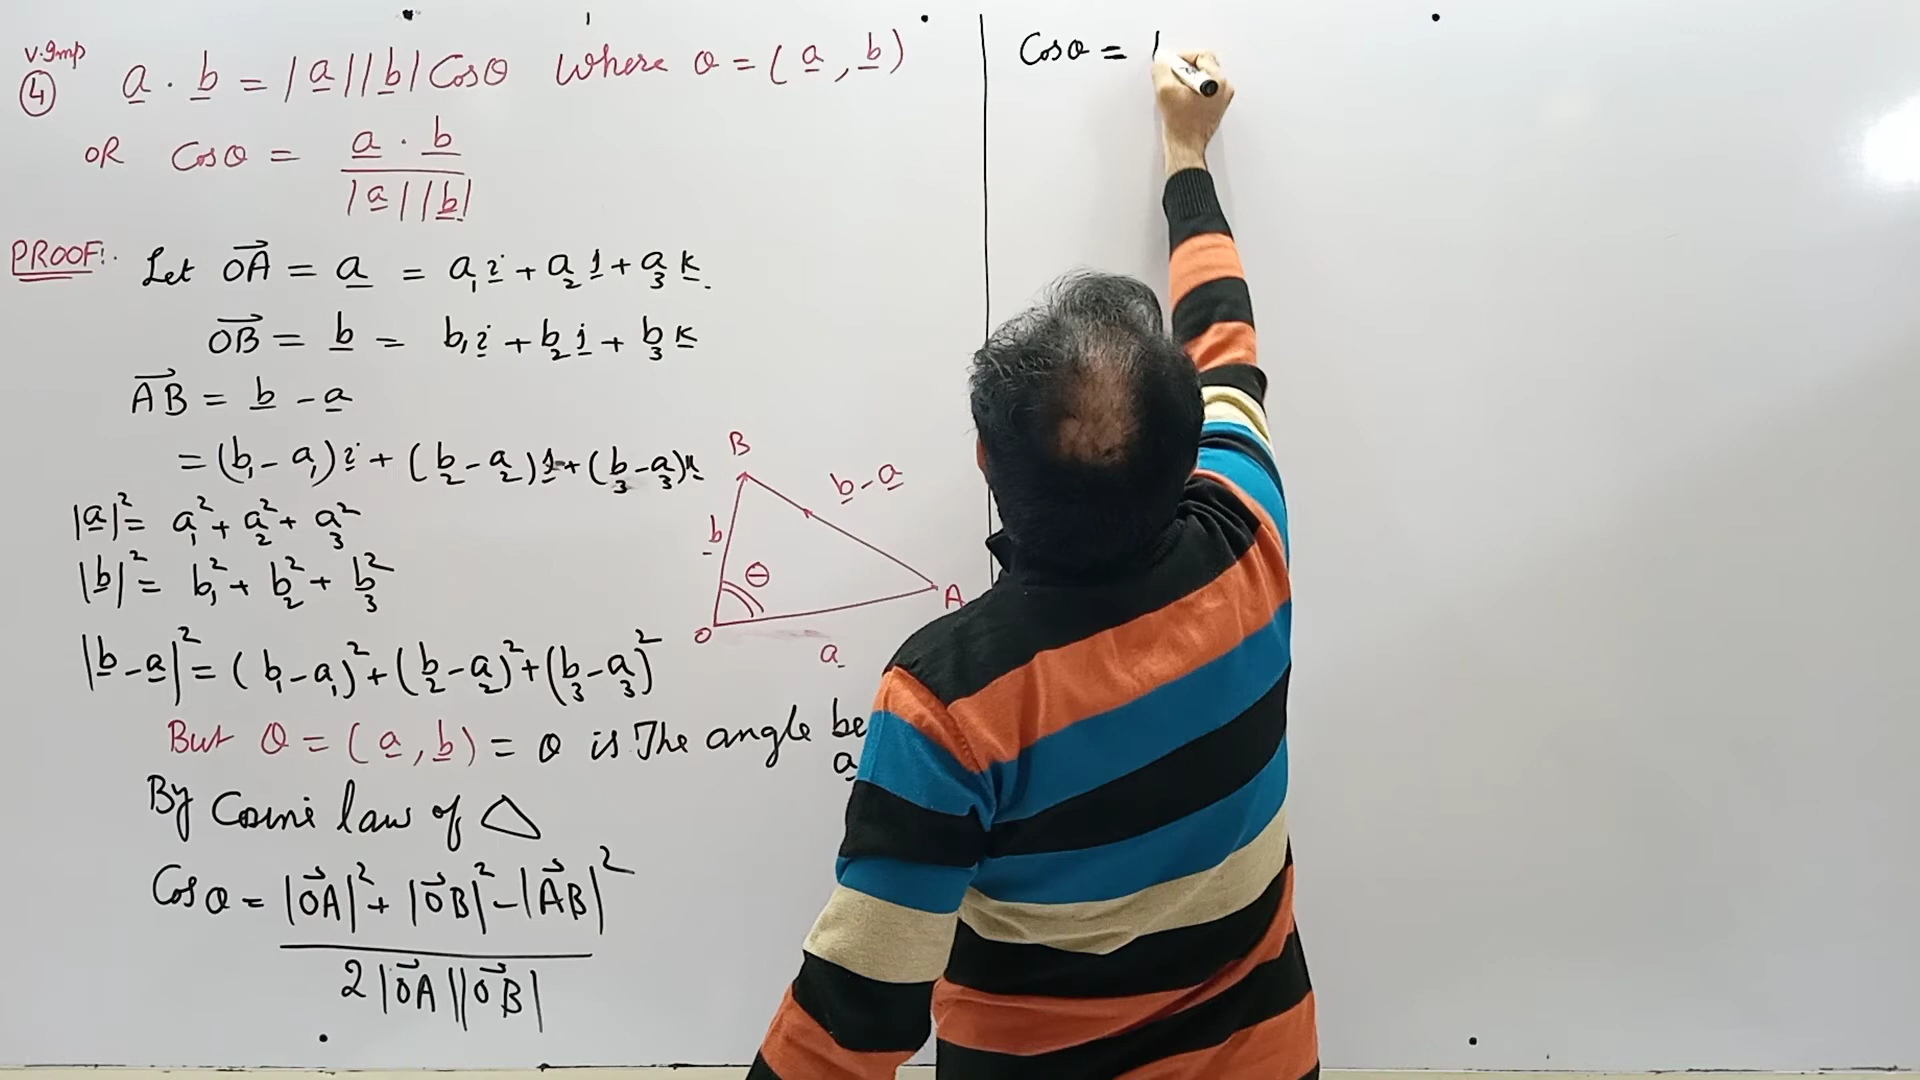 V.Imp
④ a · b = |a||b| Cosθ Where θ = (a, b)
OR Cosθ = a · b / |a||b|
PROOF:. Let OA = a = a₁i + a₂j + a₃k.
OB = b = b₁i + b₂j + b₃k
AB = b - a
= (b₁ - a₁)i + (b₂ - a₂)j + (b₃ - a₃)k
|a|² = a₁² + a₂² + a₃²
|b|² = b₁² + b₂² + b₃²
|b - a|² = (b₁ - a₁)² + (b₂ - a₂)² + (b₃ - a₃)²
But θ = (a, b) = θ is The angle be
a
By Cosine law of △
Cosθ = |OA|² + |OB|² - |AB|² / 2|OA||OB|
B
b - a
b
θ
A
O
a
Cosθ = |